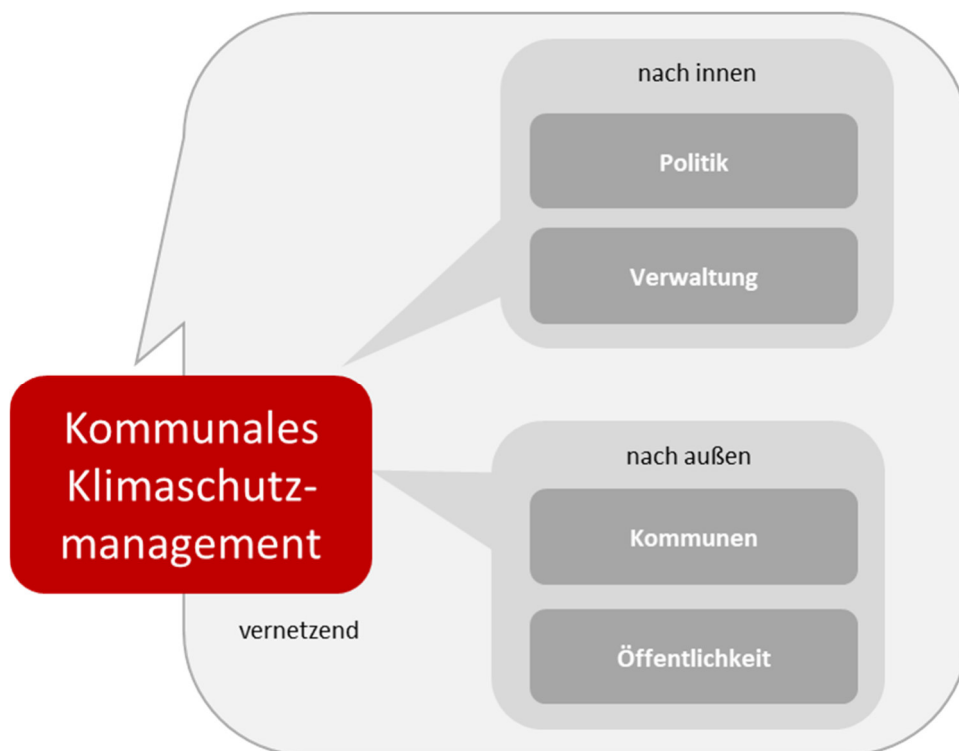 nach innen
Politik
Verwaltung
Kommunales
Klimaschutz-
management
nach außen
Kommunen
Öffentlichkeit
vernetzend